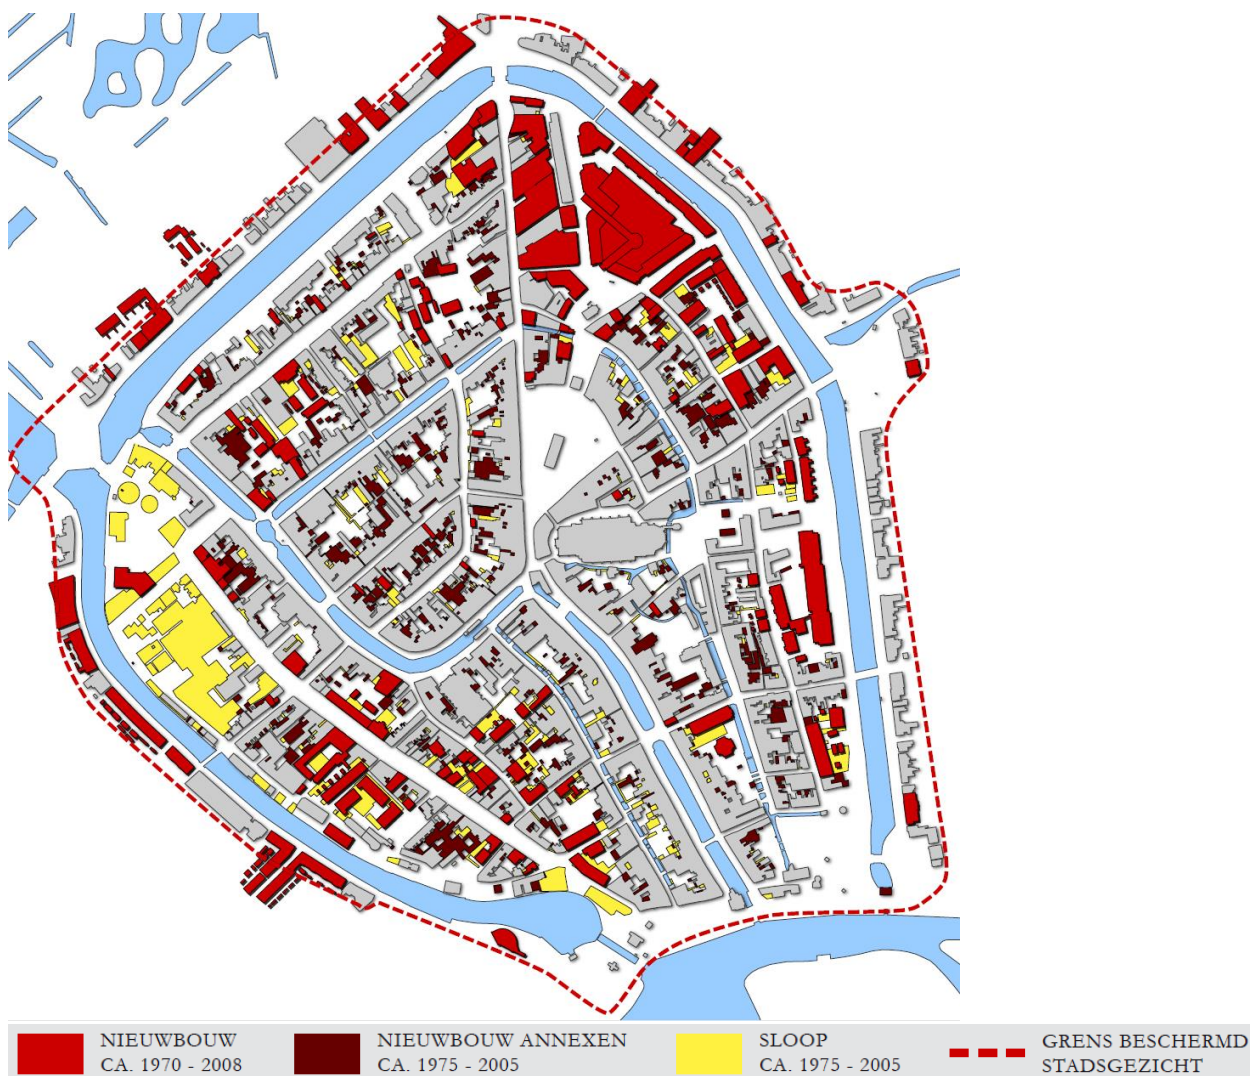 NIEUWBOUW
CA. 1970 - 2008
NIEUWBOUW ANNEXEN
CA. 1975 - 2005
SLOOP
CA. 1975 - 2005
GRENS BESCHERMD
STADSGEZICHT